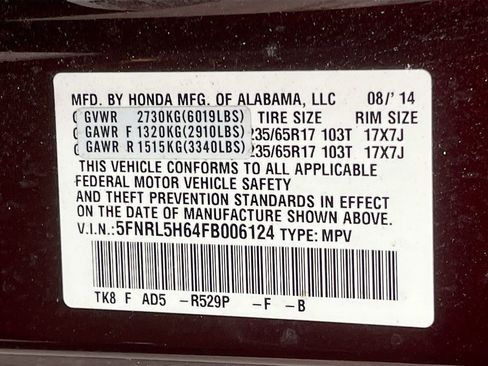 MFD. BY HONDA MFG. OF ALABAMA, LLC 08/'14
GVWR 2730KG(6019LBS) TIRE SIZE RIM SIZE
GAWR F 1320KG(2910LBS) 235/65R17 103T 17X7J
GAWR R 1515KG(3340LBS) 235/65R17 103T 17X7J
THIS VEHICLE CONFORMS TO ALL APPLICABLE
FEDERAL MOTOR VEHICLE SAFETY
AND THEFT PREVENTION STANDARDS IN EFFECT
ON THE DATE OF MANUFACTURE SHOWN ABOVE.
V.I.N.:5FNRL5H64FB006124 TYPE: MPV
TK8 F AD5 -R529P -F -B